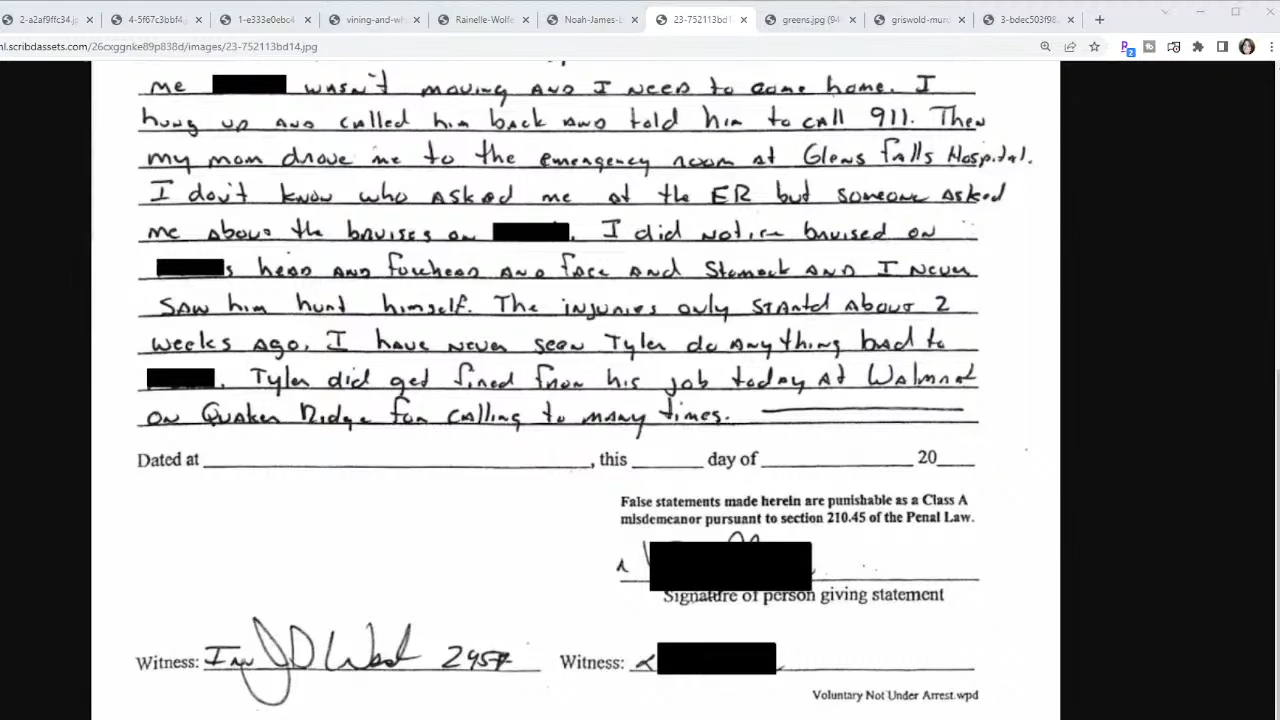 2-a2af9ffc34.j
4-5f67c3bbf4
1-e333e0ebc4
vining-and-w
Rainelle-Wolfe
Noah-James-L
23-752113bd1
greens.jpg (94
griswold-mur
3-bdec503f98
nl.scribdassets.com/26cxggnke89p838d/images/23-752113bd14.jpg
me wasn't moving AND I NEED to come home. I
hung up AND called him back AND told him to call 911. Then
my mom drove me to the emergency room at Glens Falls Hospital.
I don't know who asked me at the ER but someone asked
me about the bruises on . I did notice bruised on
s head AND forehead AND face and Stomack AND I Never
SAW him hurt himself. The injuries only STARTd About 2
weeks Ago. I have Never seen Tyler do Anything bad to
. Tyler did get fired from his job today At Walmart
on Quaker Ridge for calling to many times.
Dated at , this day of 20
False statements made herein are punishable as a Class A
misdemeanor pursuant to section 210.45 of the Penal Law.
Signature of person giving statement
Witness: Inv 2457 Witness:
Voluntary Not Under Arrest.wpd